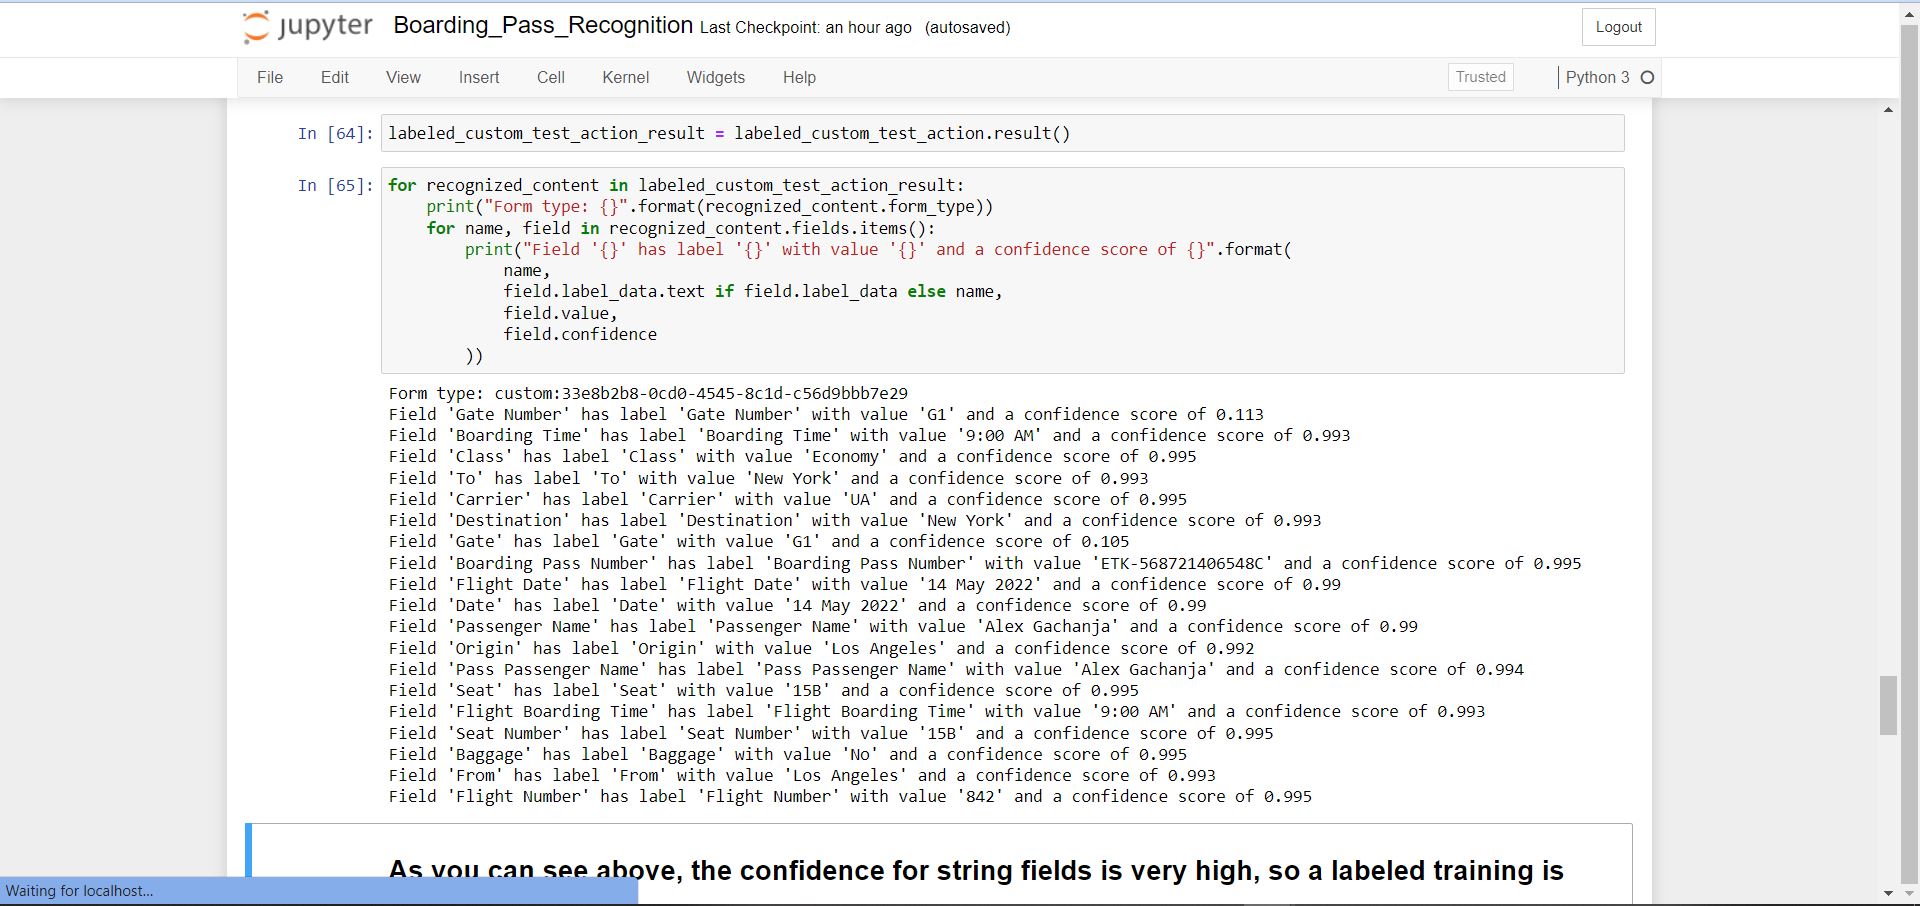 jupyter Boarding_Pass_Recognition Last Checkpoint: an hour ago (autosaved) Logout
File Edit View Insert Cell Kernel Widgets Help Trusted Python 3
In [64]: labeled_custom_test_action_result = labeled_custom_test_action.result()
In [65]: for recognized_content in labeled_custom_test_action_result:
    print("Form type: {}".format(recognized_content.form_type))
    for name, field in recognized_content.fields.items():
        print("Field '{}' has label '{}' with value '{}' and a confidence score of {}".format(
            name,
            field.label_data.text if field.label_data else name,
            field.value,
            field.confidence
        ))
Form type: custom:33e8b2b8-0cd0-4545-8c1d-c56d9bbb7e29
Field 'Gate Number' has label 'Gate Number' with value 'G1' and a confidence score of 0.113
Field 'Boarding Time' has label 'Boarding Time' with value '9:00 AM' and a confidence score of 0.993
Field 'Class' has label 'Class' with value 'Economy' and a confidence score of 0.995
Field 'To' has label 'To' with value 'New York' and a confidence score of 0.993
Field 'Carrier' has label 'Carrier' with value 'UA' and a confidence score of 0.995
Field 'Destination' has label 'Destination' with value 'New York' and a confidence score of 0.993
Field 'Gate' has label 'Gate' with value 'G1' and a confidence score of 0.105
Field 'Boarding Pass Number' has label 'Boarding Pass Number' with value 'ETK-568721406548C' and a confidence score of 0.995
Field 'Flight Date' has label 'Flight Date' with value '14 May 2022' and a confidence score of 0.99
Field 'Date' has label 'Date' with value '14 May 2022' and a confidence score of 0.99
Field 'Passenger Name' has label 'Passenger Name' with value 'Alex Gachanja' and a confidence score of 0.99
Field 'Origin' has label 'Origin' with value 'Los Angeles' and a confidence score of 0.992
Field 'Pass Passenger Name' has label 'Pass Passenger Name' with value 'Alex Gachanja' and a confidence score of 0.994
Field 'Seat' has label 'Seat' with value '15B' and a confidence score of 0.995
Field 'Flight Boarding Time' has label 'Flight Boarding Time' with value '9:00 AM' and a confidence score of 0.993
Field 'Seat Number' has label 'Seat Number' with value '15B' and a confidence score of 0.995
Field 'Baggage' has label 'Baggage' with value 'No' and a confidence score of 0.995
Field 'From' has label 'From' with value 'Los Angeles' and a confidence score of 0.993
Field 'Flight Number' has label 'Flight Number' with value '842' and a confidence score of 0.995
As you can see above, the confidence for string fields is very high, so a labeled training is
Waiting for localhost...